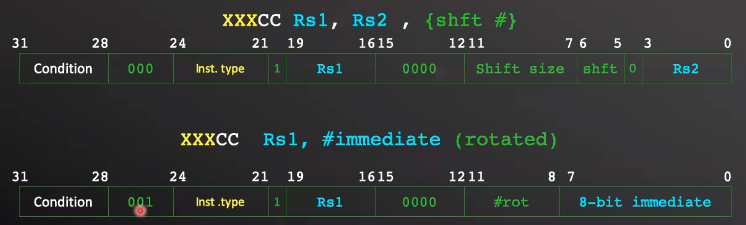 XXXCC Rs1, Rs2 , {shft #}
31 28 24 21 19 16 15 12 11 7 6 5 3 0
Condition 000 Inst. type 1 Rs1 0000 Shift size shft 0 Rs2
XXXCC Rs1, #immediate (rotated)
31 28 24 21 19 16 15 12 11 8 7 0
Condition 001 Inst .type 1 Rs1 0000 #rot 8-bit immediate